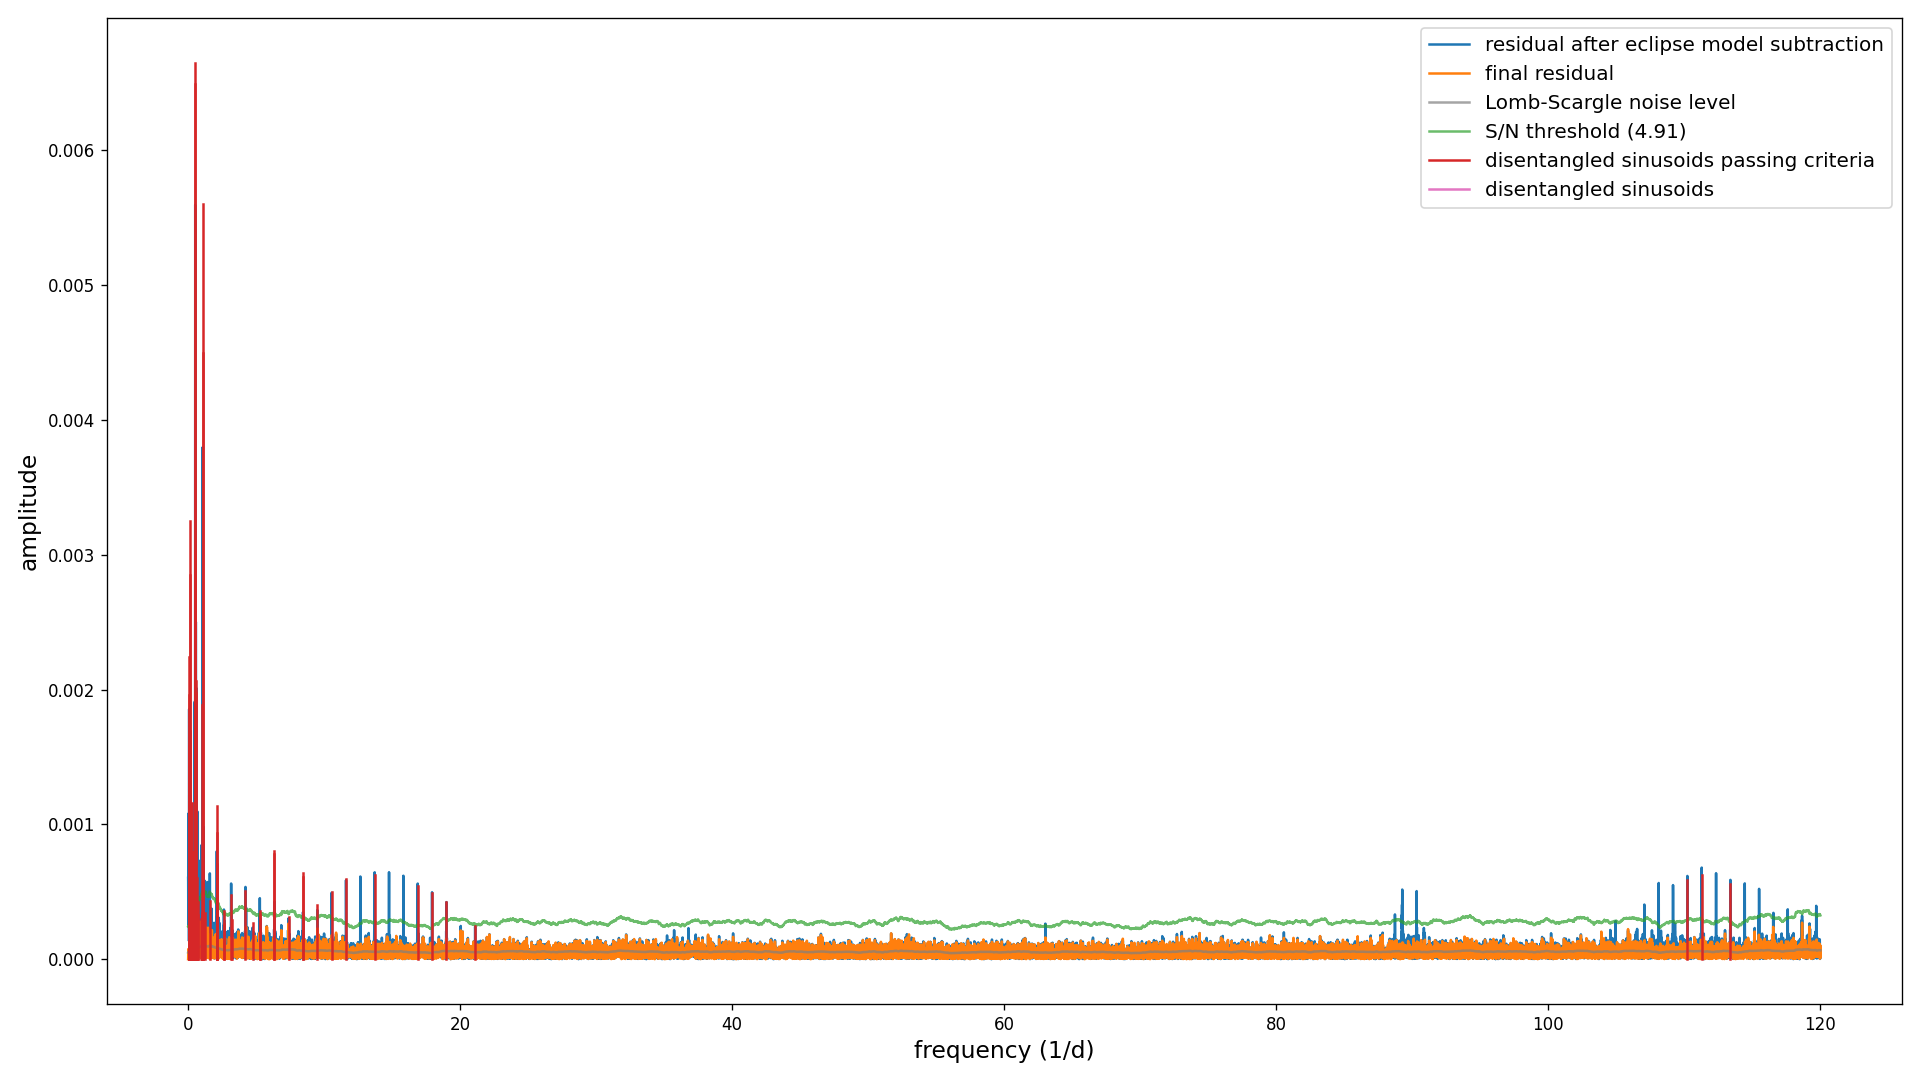 residual after eclipse model subtraction
final residual
Lomb-Scargle noise level
S/N threshold (4.91)
disentangled sinusoids passing criteria
disentangled sinusoids
0.006
0.005
0.004
0.003
0.002
0.001
0.000
amplitude
0 20 40 60 80 100 120
frequency (1/d)